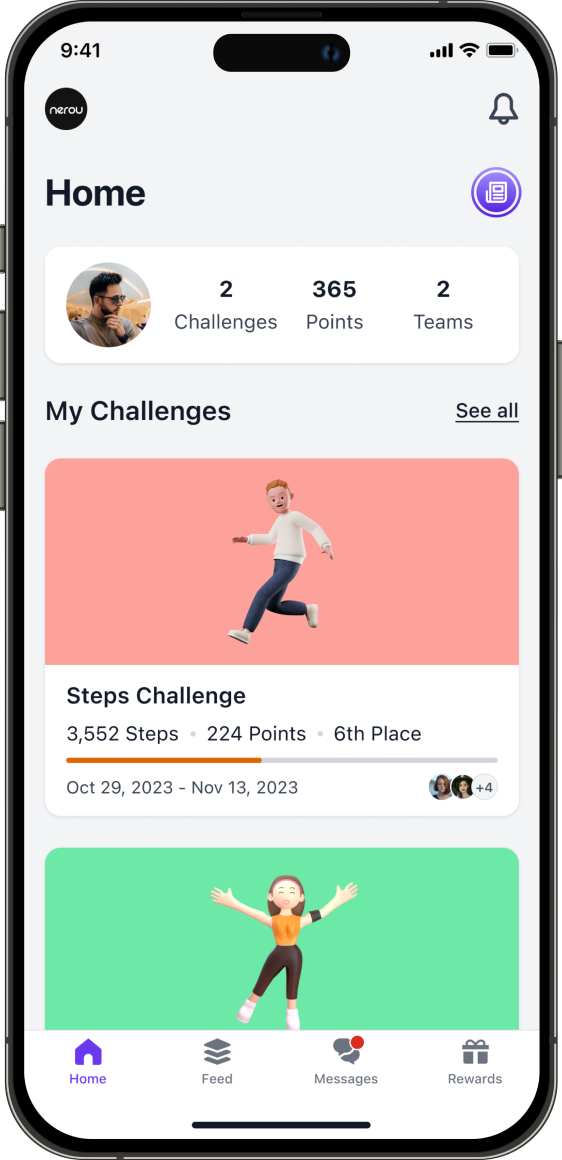 9:41
nerou
Home
2 365 2
Challenges Points Teams
My Challenges See all
Steps Challenge
3,552 Steps • 224 Points • 6th Place
Oct 29, 2023 - Nov 13, 2023 +4
Home Feed Messages Rewards